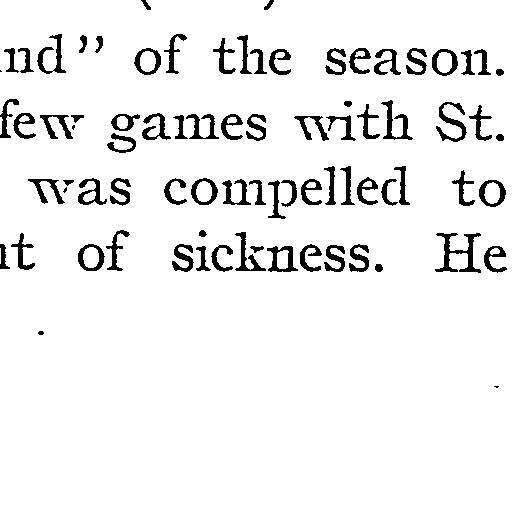 nd” of the season.
few games with St.
was compelled to
t of sickness. He